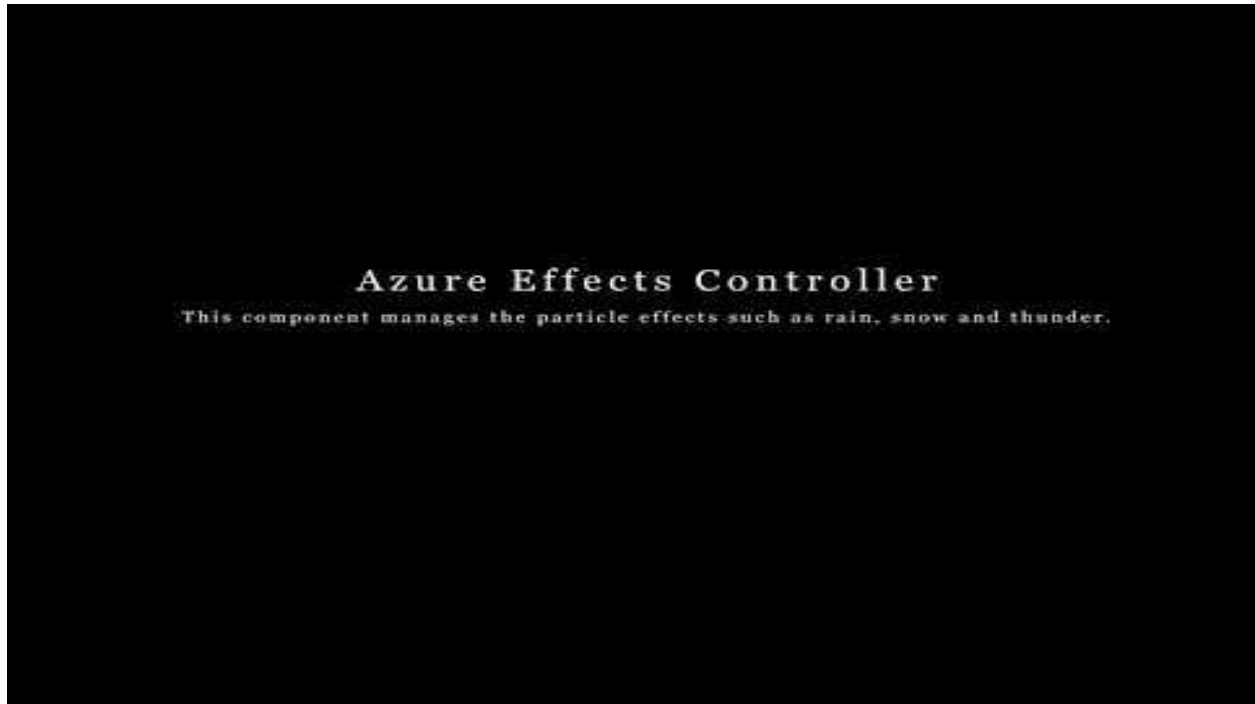 Azure Effects Controller
This component manages the particle effects such as rain, snow and thunder.